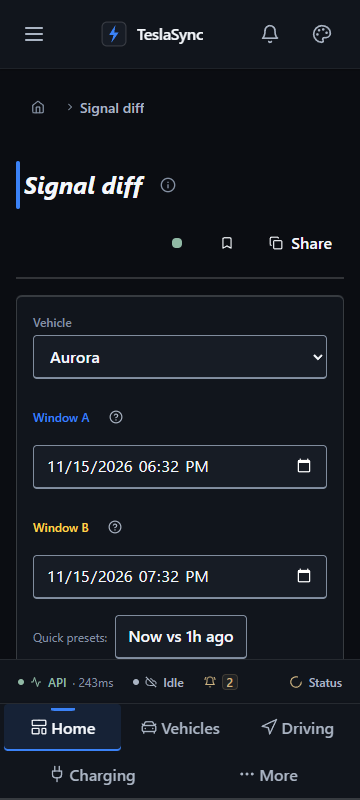 TeslaSync
Signal diff
Signal diff
Share
Vehicle
Aurora
Window A
11/15/2026 06:32 PM
Window B
11/15/2026 07:32 PM
Quick presets: Now vs 1h ago
API · 243ms Idle 2 Status
Home Vehicles Driving
Charging More